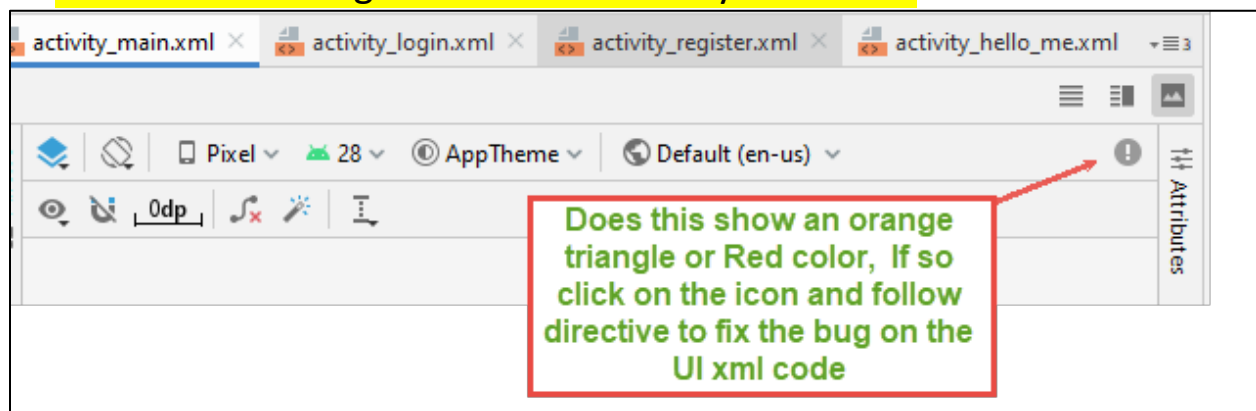 activity_main.xml activity_login.xml activity_register.xml activity_hello_me.xml 3
Pixel 28 AppTheme Default (en-us)
0dp
Attributes
Does this show an orange
triangle or Red color, If so
click on the icon and follow
directive to fix the bug on the
UI xml code